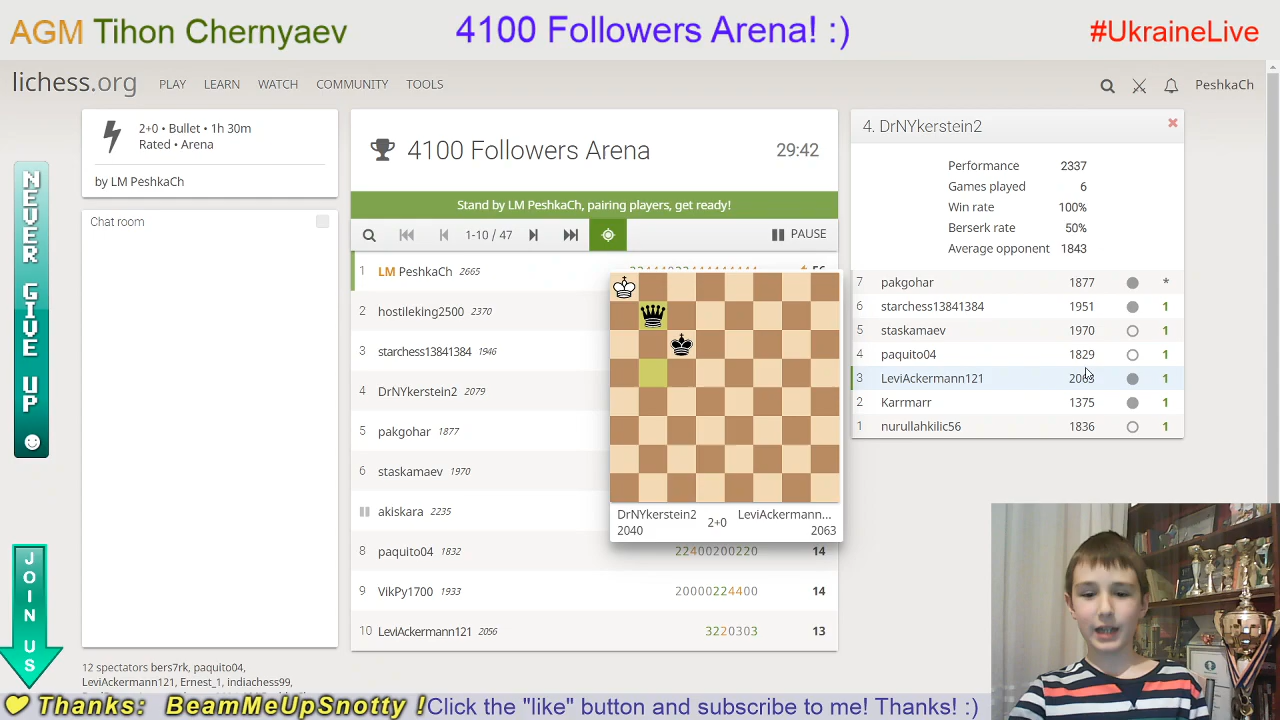 AGM Tihon Chernyaev
4100 Followers Arena! :)
#UkraineLive
lichess.org
PLAY
LEARN
WATCH
COMMUNITY
TOOLS
PeshkaCh
NEVER GIVE UP
JOIN US
2+0 • Bullet • 1h 30m
Rated • Arena
by LM PeshkaCh
Chat room
12 spectators bers7rk, paquito04,
LeviAckermann121, Ernest_1, indiachess99,
4100 Followers Arena
29:42
Stand by LM PeshkaCh, pairing players, get ready!
1-10 / 47
PAUSE
1 LM PeshkaCh 2665
2 hostileking2500 2370
3 starchess13841384 1946
4 DrNYkerstein2 2079
5 pakgohar 1877
6 staskamaev 1970
akiskara 2235
8 paquito04 1832 22400200220 14
9 VikPy1700 1933 20000224400 14
10 LeviAckermann121 2056 3220303 13
DrNYkerstein2 2+0 LeviAckermann...
2040 2063
4. DrNYkerstein2
Performance 2337
Games played 6
Win rate 100%
Berserk rate 50%
Average opponent 1843
7 pakgohar 1877 *
6 starchess13841384 1951 1
5 staskamaev 1970 1
4 paquito04 1829 1
3 LeviAckermann121 2063 1
2 Karrmarr 1375 1
1 nurullahkilic56 1836 1
Thanks: BeamMeUpSnotty ! Click the "like" button and subscribe to me! Thanks! :)